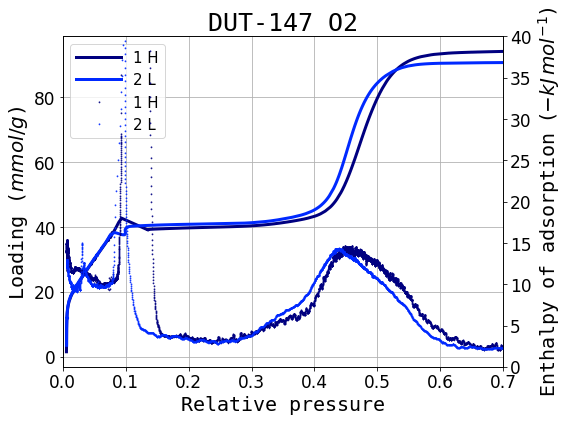 DUT-147 O2
1 H
2 L
1 H
2 L
Loading (mmol/g)
80
60
40
20
0
Enthalpy of adsorption (−kJ mol⁻¹)
40
35
30
25
20
15
10
5
0
0.0 0.1 0.2 0.3 0.4 0.5 0.6 0.7
Relative pressure